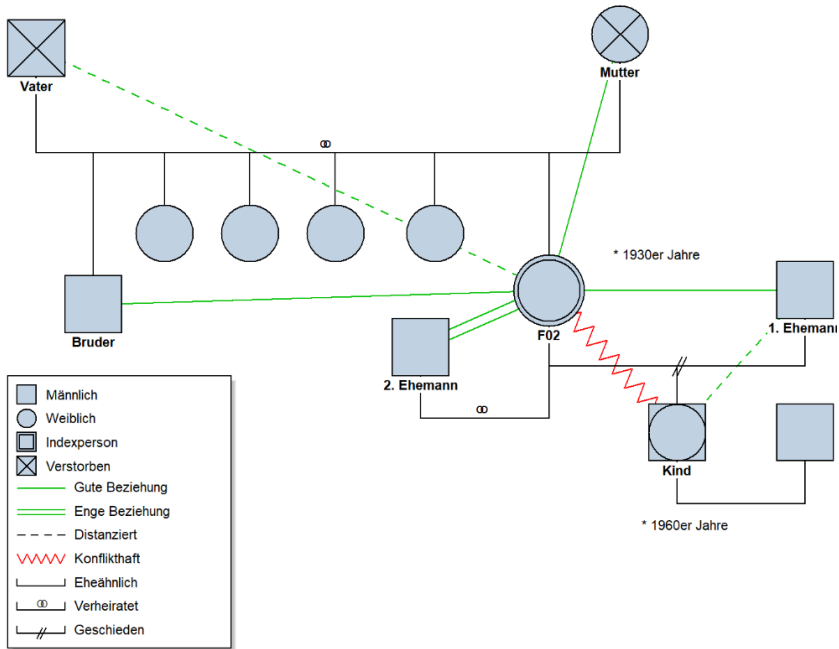 Vater
Mutter
* 1930er Jahre
Bruder
F02
1. Ehemann
2. Ehemann
Kind
* 1960er Jahre
Männlich
Weiblich
Indexperson
Verstorben
Gute Beziehung
Enge Beziehung
Distanziert
Konflikthaft
Eheähnlich
Verheiratet
Geschieden